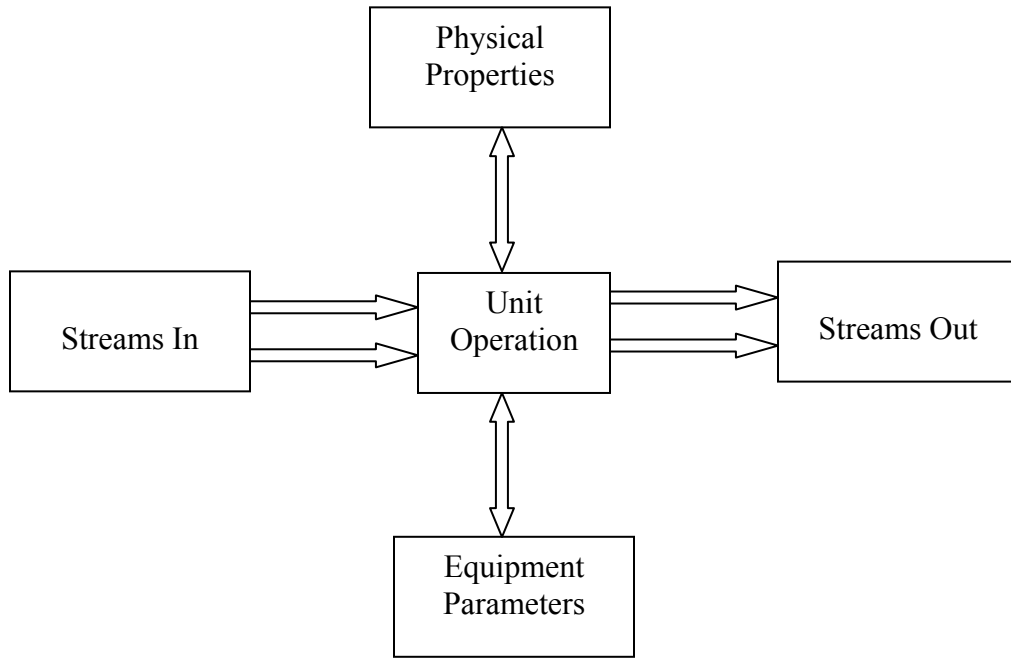 Physical
Properties
Streams In
Unit
Operation
Streams Out
Equipment
Parameters